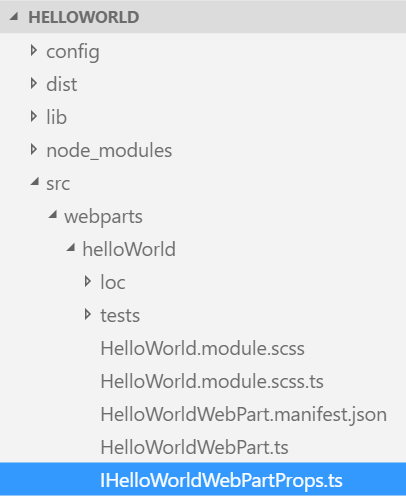 HELLOWORLD
config
dist
lib
node_modules
src
webparts
helloWorld
loc
tests
HelloWorld.module.scss
HelloWorld.module.scss.ts
HelloWorldWebPart.manifest.json
HelloWorldWebPart.ts
IHelloWorldWebPartProps.ts